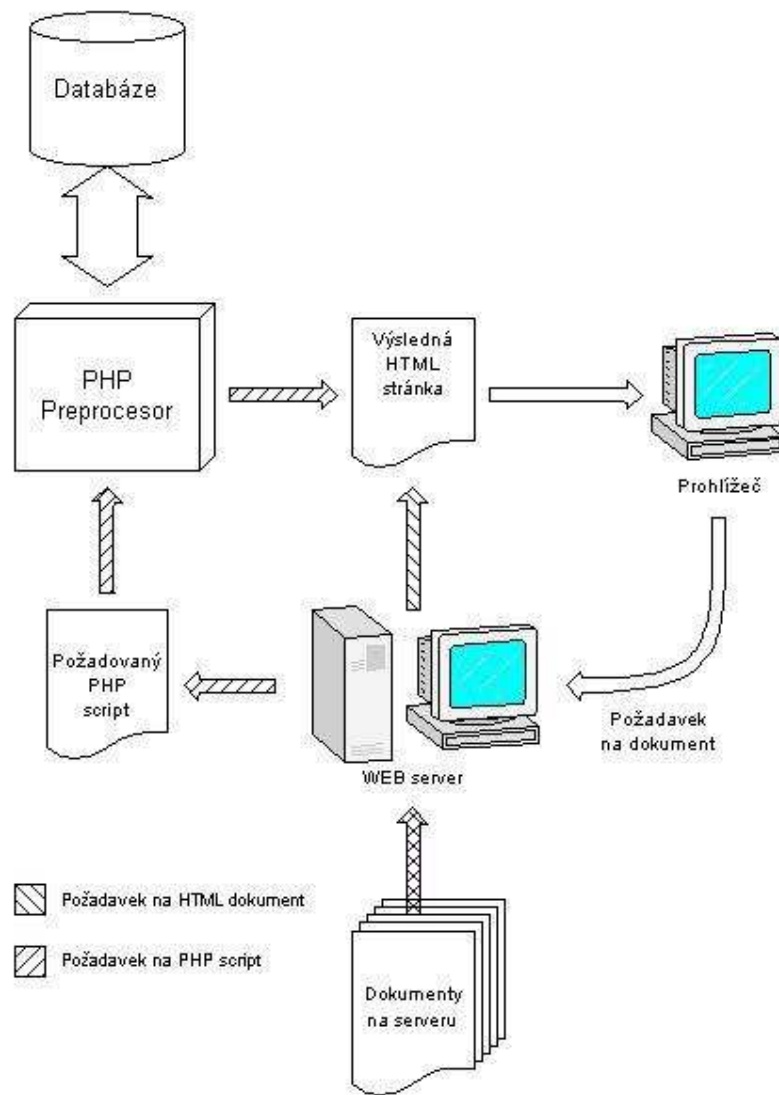 Databáze
PHP
Preprocesor
Výsledná
HTML
stránka
Prohlížeč
Požadovaný
PHP
script
WEB server
Požadavek
na dokument
Požadavek na HTML dokument
Požadavek na PHP script
Dokumenty
na serveru